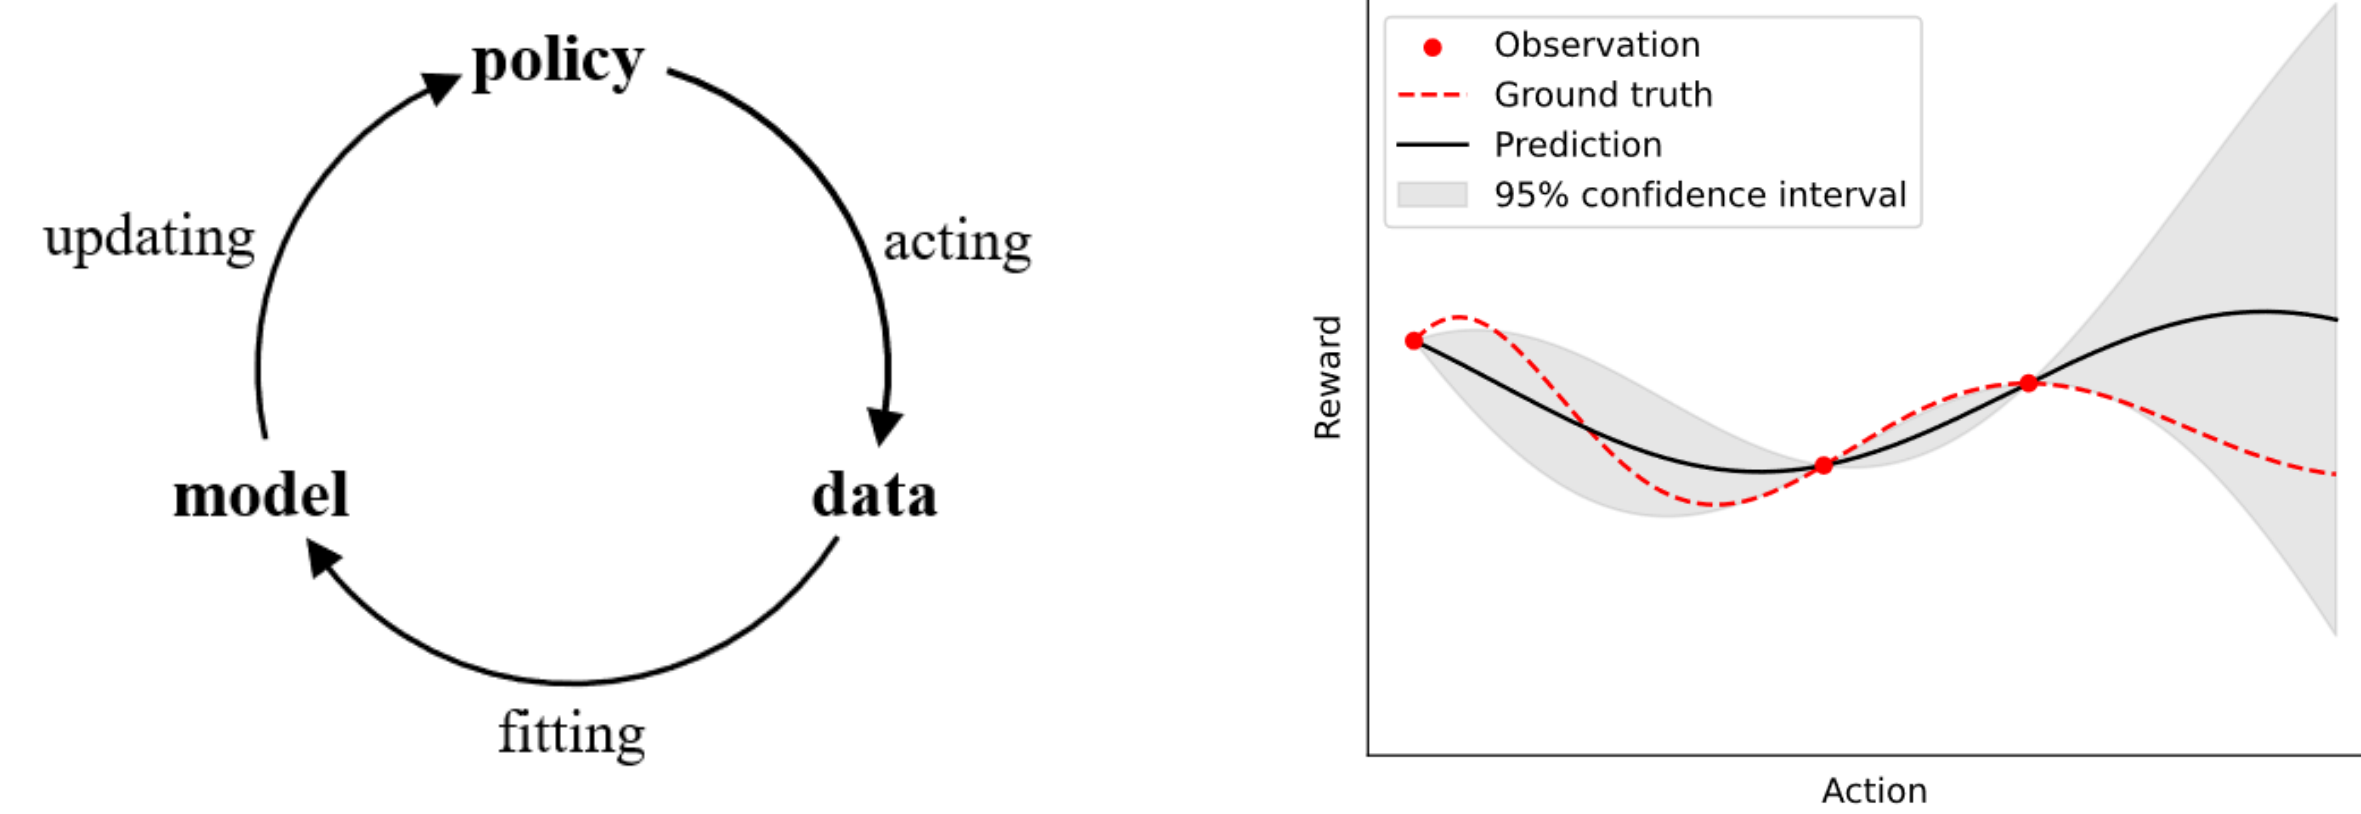 policy
updating
acting
model
data
fitting
Observation
Ground truth
Prediction
95% confidence interval
Reward
Action